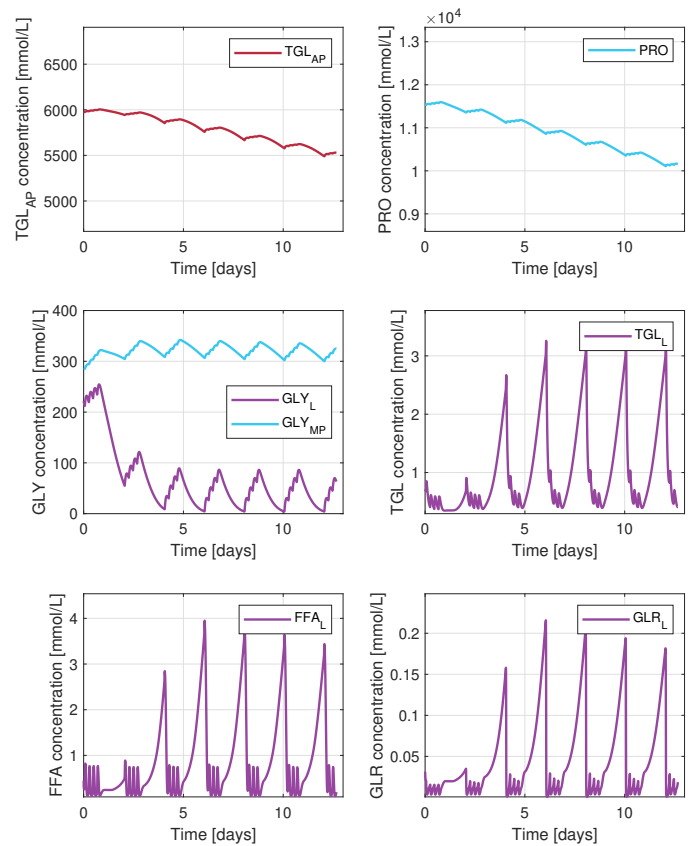 TGL_AP concentration [mmol/L]
6500
6000
5500
5000
0
5
10
Time [days]
TGL_AP
×10^4
PRO concentration [mmol/L]
1.3
1.2
1.1
1
0.9
0
5
10
Time [days]
PRO
GLY concentration [mmol/L]
400
300
200
100
0
0
5
10
Time [days]
GLY_L
GLY_MP
TGL concentration [mmol/L]
3
2
1
0
5
10
Time [days]
TGL_L
FFA concentration [mmol/L]
4
3
2
1
0
5
10
Time [days]
FFA_L
GLR concentration [mmol/L]
0.2
0.15
0.1
0.05
0
5
10
Time [days]
GLR_L